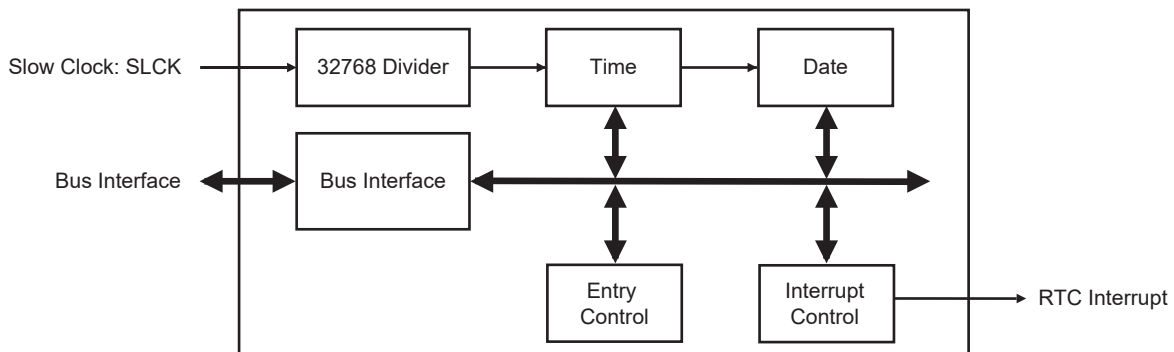 Slow Clock: SLCK
32768 Divider
Time
Date
Bus Interface
Bus Interface
Entry
Control
Interrupt
Control
RTC Interrupt